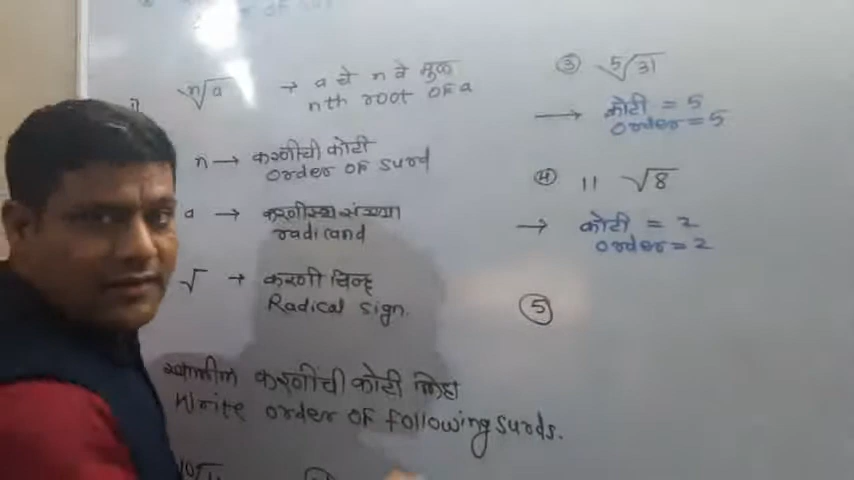 ⁿ√a → a चे n वे मूळ
nth root of a
n → करणीची कोटी
order of surd
a → करणीस्थ संख्या
radicand
√ → करणी चिन्ह
Radical sign.
खालील करणींची कोटी लिहा
Write order of following surds.
③ ⁵√31
→ कोटी = 5
order = 5
④ 11 √8
→ कोटी = 2
order = 2
⑤